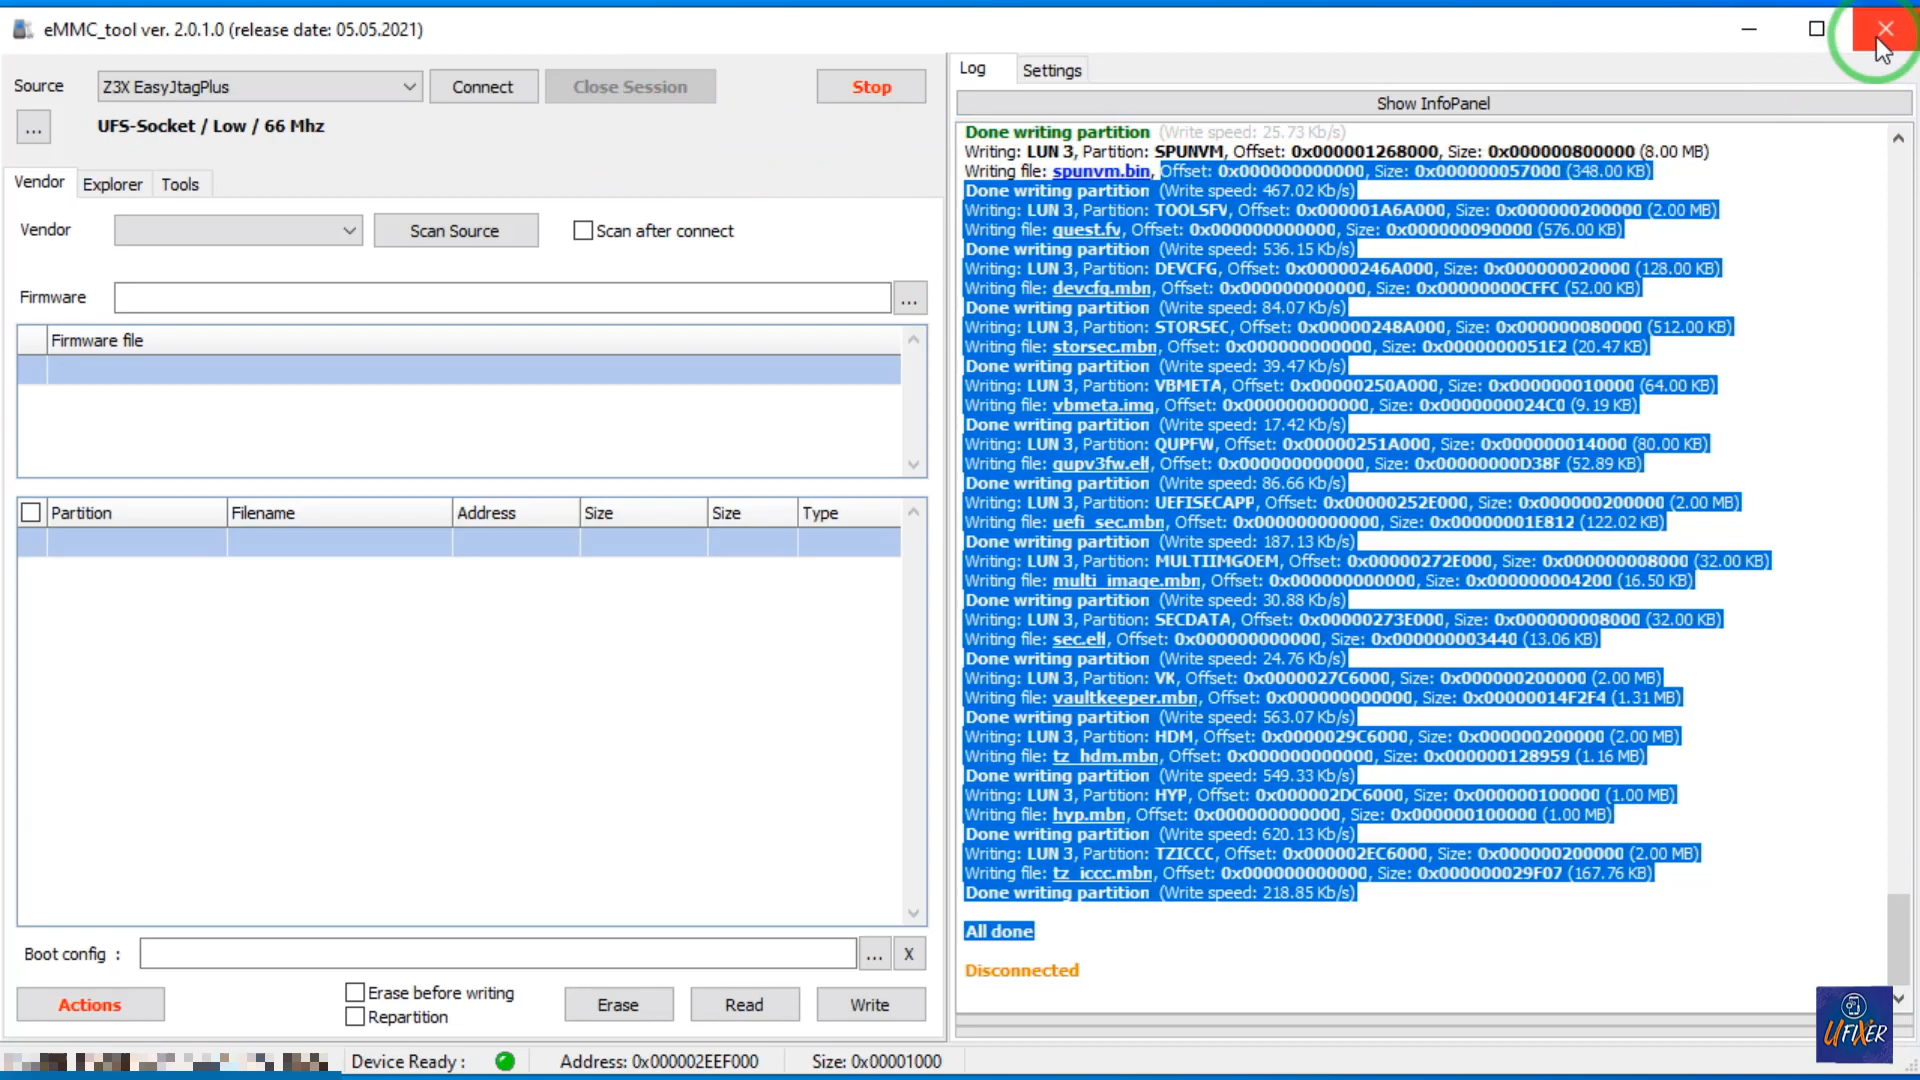 eMMC_tool ver. 2.0.1.0 (release date: 05.05.2021)
Source
Z3X EasyJtagPlus
Connect
Close Session
Stop
...
UFS-Socket / Low / 66 Mhz
Vendor
Explorer
Tools
Vendor
Scan Source
Scan after connect
Firmware
...
Firmware file
Partition
Filename
Address
Size
Size
Type
Boot config :
...
X
Actions
Erase before writing
Repartition
Erase
Read
Write
Log
Settings
Show InfoPanel
Done writing partition (Write speed: 25.73 Kb/s)
Writing: LUN 3, Partition: SPUNVM, Offset: 0x000001268000, Size: 0x000000800000 (8.00 MB)
Writing file: spunvm.bin, Offset: 0x000000000000, Size: 0x000000057000 (348.00 KB)
Done writing partition (Write speed: 467.02 Kb/s)
Writing: LUN 3, Partition: TOOLSFV, Offset: 0x000001A6A000, Size: 0x000000200000 (2.00 MB)
Writing file: quest.fv, Offset: 0x000000000000, Size: 0x000000090000 (576.00 KB)
Done writing partition (Write speed: 536.15 Kb/s)
Writing: LUN 3, Partition: DEVCFG, Offset: 0x00000246A000, Size: 0x000000020000 (128.00 KB)
Writing file: devcfg.mbn, Offset: 0x000000000000, Size: 0x00000000CFFC (52.00 KB)
Done writing partition (Write speed: 84.07 Kb/s)
Writing: LUN 3, Partition: STORSEC, Offset: 0x00000248A000, Size: 0x000000080000 (512.00 KB)
Writing file: storsec.mbn, Offset: 0x000000000000, Size: 0x0000000051E2 (20.47 KB)
Done writing partition (Write speed: 39.47 Kb/s)
Writing: LUN 3, Partition: VBMETA, Offset: 0x00000250A000, Size: 0x000000010000 (64.00 KB)
Writing file: vbmeta.img, Offset: 0x000000000000, Size: 0x0000000024C0 (9.19 KB)
Done writing partition (Write speed: 17.42 Kb/s)
Writing: LUN 3, Partition: QUPFW, Offset: 0x00000251A000, Size: 0x000000014000 (80.00 KB)
Writing file: qupv3fw.elf, Offset: 0x000000000000, Size: 0x00000000D38F (52.89 KB)
Done writing partition (Write speed: 86.66 Kb/s)
Writing: LUN 3, Partition: UEFISECAPP, Offset: 0x00000252E000, Size: 0x000000200000 (2.00 MB)
Writing file: uefi_sec.mbn, Offset: 0x000000000000, Size: 0x00000001E812 (122.02 KB)
Done writing partition (Write speed: 187.13 Kb/s)
Writing: LUN 3, Partition: MULTIIMGOEM, Offset: 0x00000272E000, Size: 0x000000008000 (32.00 KB)
Writing file: multi_image.mbn, Offset: 0x000000000000, Size: 0x000000004200 (16.50 KB)
Done writing partition (Write speed: 30.88 Kb/s)
Writing: LUN 3, Partition: SECDATA, Offset: 0x00000273E000, Size: 0x000000008000 (32.00 KB)
Writing file: sec.elf, Offset: 0x000000000000, Size: 0x000000003440 (13.06 KB)
Done writing partition (Write speed: 24.76 Kb/s)
Writing: LUN 3, Partition: VK, Offset: 0x0000027C6000, Size: 0x000000200000 (2.00 MB)
Writing file: vaultkeeper.mbn, Offset: 0x000000000000, Size: 0x00000014F2F4 (1.31 MB)
Done writing partition (Write speed: 563.07 Kb/s)
Writing: LUN 3, Partition: HDM, Offset: 0x0000029C6000, Size: 0x000000200000 (2.00 MB)
Writing file: tz_hdm.mbn, Offset: 0x000000000000, Size: 0x000000128959 (1.16 MB)
Done writing partition (Write speed: 549.33 Kb/s)
Writing: LUN 3, Partition: HYP, Offset: 0x000002DC6000, Size: 0x000000100000 (1.00 MB)
Writing file: hyp.mbn, Offset: 0x000000000000, Size: 0x000000100000 (1.00 MB)
Done writing partition (Write speed: 620.13 Kb/s)
Writing: LUN 3, Partition: TZICCC, Offset: 0x000002EC6000, Size: 0x000000200000 (2.00 MB)
Writing file: tz_iccc.mbn, Offset: 0x000000000000, Size: 0x000000029F07 (167.76 KB)
Done writing partition (Write speed: 218.85 Kb/s)
All done
Disconnected
UFIXER
Device Ready :
Address: 0x000002EEF000
Size: 0x00001000